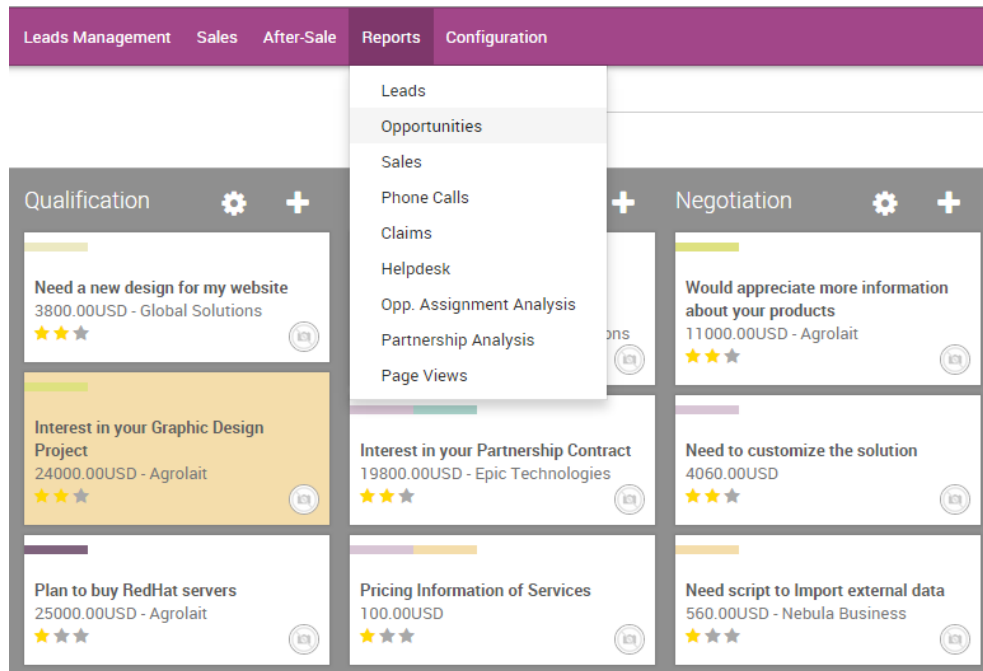 Leads Management Sales After-Sale Reports Configuration
Leads
Opportunities
Sales
Phone Calls
Claims
Helpdesk
Opp. Assignment Analysis
Partnership Analysis
Page Views
Qualification
Need a new design for my website
3800.00USD - Global Solutions
Interest in your Graphic Design
Project
24000.00USD - Agrolait
Plan to buy RedHat servers
25000.00USD - Agrolait
Interest in your Partnership Contract
19800.00USD - Epic Technologies
Pricing Information of Services
100.00USD
Negotiation
Would appreciate more information
about your products
11000.00USD - Agrolait
Need to customize the solution
4060.00USD
Need script to Import external data
560.00USD - Nebula Business